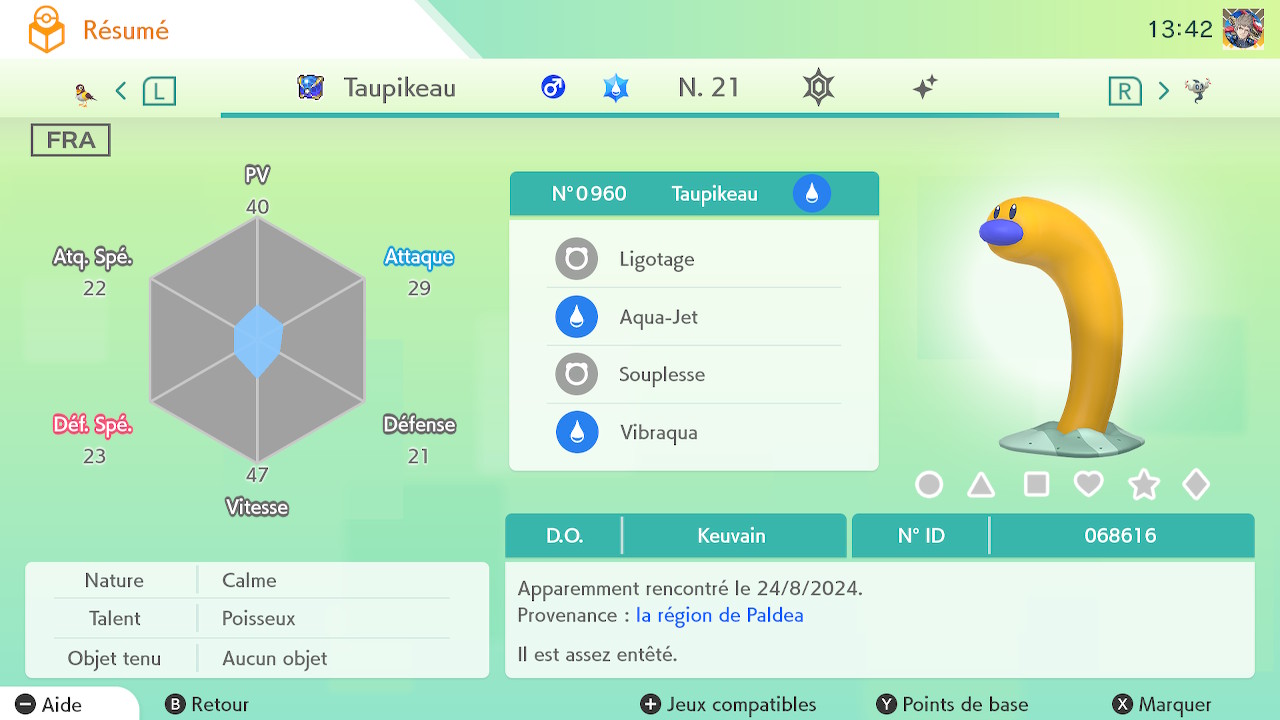 Résumé
13:42
L
Taupikeau
N. 21
R
FRA
PV
40
Atq. Spé.
22
Attaque
29
Déf. Spé.
23
Défense
21
47
Vitesse
N° 0960 Taupikeau
Ligotage
Aqua-Jet
Souplesse
Vibraqua
D.O. Keuvain
N° ID 068616
Nature Calme
Talent Poisseux
Objet tenu Aucun objet
Apparemment rencontré le 24/8/2024.
Provenance : la région de Paldea
Il est assez entêté.
Aide
B Retour
Jeux compatibles
Y Points de base
X Marquer